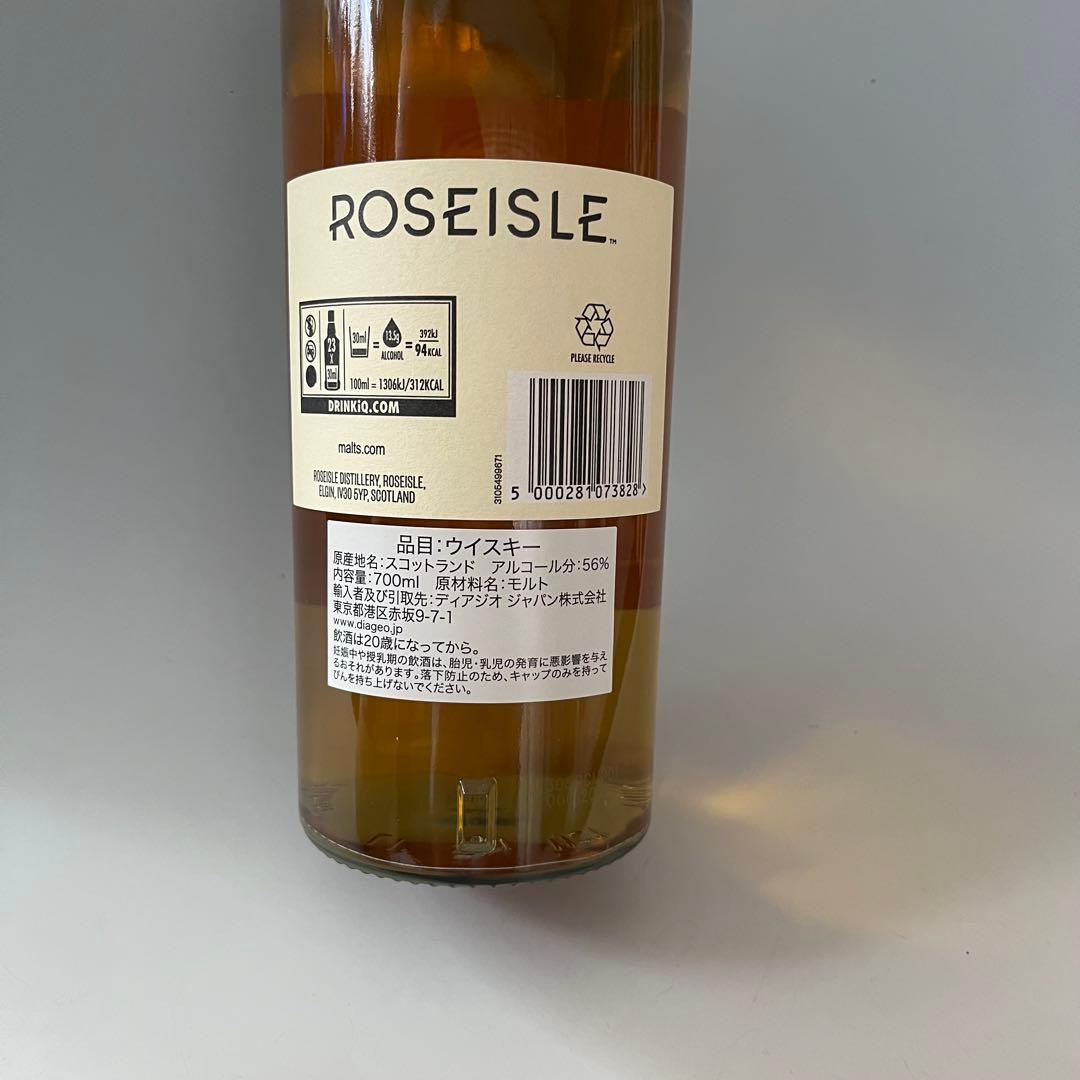 ROSEISLE™
23
X
30ml
30ml
=
13.5g
ALCOHOL
=
392kJ
94KCAL
100ml = 1306kJ/312KCAL
DRINKiQ.COM
PLEASE RECYCLE
malts.com
ROSEISLE DISTILLERY, ROSEISLE,
ELGIN, IV30 5YP, SCOTLAND
3106499671
5 000281 073828 >
品目:ウイスキー
原産地名:スコットランド アルコール分:56%
内容量:700ml 原材料名:モルト
輸入者及び引取先:ディアジオ ジャパン株式会社
東京都港区赤坂9-7-1
www.diageo.jp
飲酒は20歳になってから。
妊娠中や授乳期の飲酒は、胎児・乳児の発育に悪影響を与え
るおそれがあります。落下防止のため、キャップのみを持って
びんを持ち上げないでください。